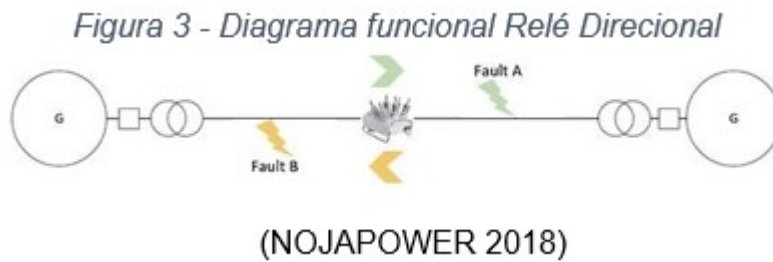 Figura 3 - Diagrama funcional Relé Direcional
Fault A
G
G
Fault B
(NOJAPOWER 2018)